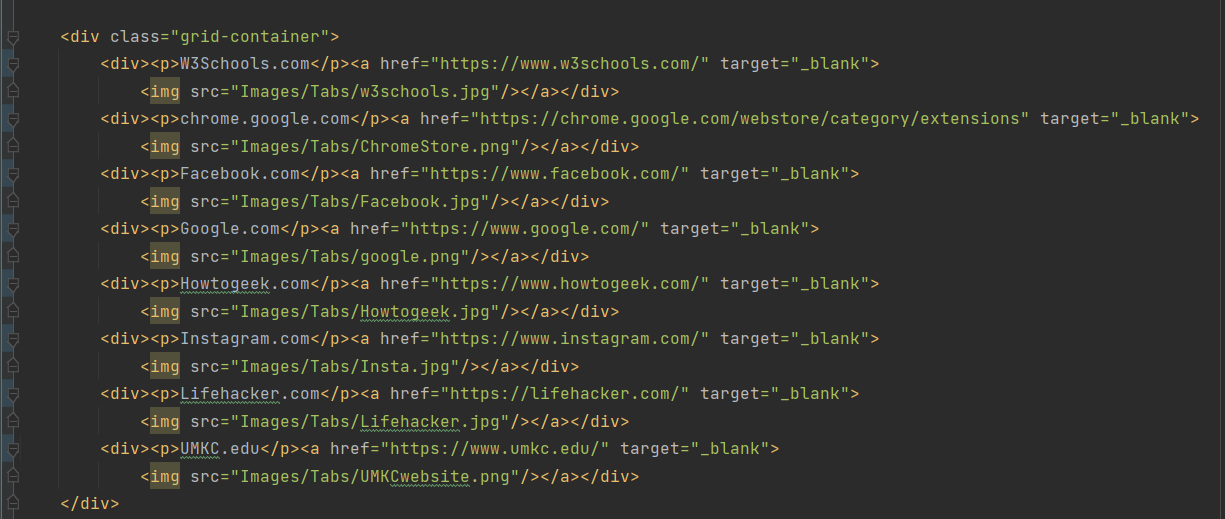 <div class="grid-container">
<div><p>W3Schools.com</p><a href="https://www.w3schools.com/" target="_blank">
<img src="Images/Tabs/w3schools.jpg"/></a></div>
<div><p>chrome.google.com</p><a href="https://chrome.google.com/webstore/category/extensions" target="_blank">
<img src="Images/Tabs/ChromeStore.png"/></a></div>
<div><p>Facebook.com</p><a href="https://www.facebook.com/" target="_blank">
<img src="Images/Tabs/Facebook.jpg"/></a></div>
<div><p>Google.com</p><a href="https://www.google.com/" target="_blank">
<img src="Images/Tabs/google.png"/></a></div>
<div><p>Howtogeek.com</p><a href="https://www.howtogeek.com/" target="_blank">
<img src="Images/Tabs/Howtogeek.jpg"/></a></div>
<div><p>Instagram.com</p><a href="https://www.instagram.com/" target="_blank">
<img src="Images/Tabs/Insta.jpg"/></a></div>
<div><p>Lifehacker.com</p><a href="https://lifehacker.com/" target="_blank">
<img src="Images/Tabs/Lifehacker.jpg"/></a></div>
<div><p>UMKC.edu</p><a href="https://www.umkc.edu/" target="_blank">
<img src="Images/Tabs/UMKCwebsite.png"/></a></div>
</div>